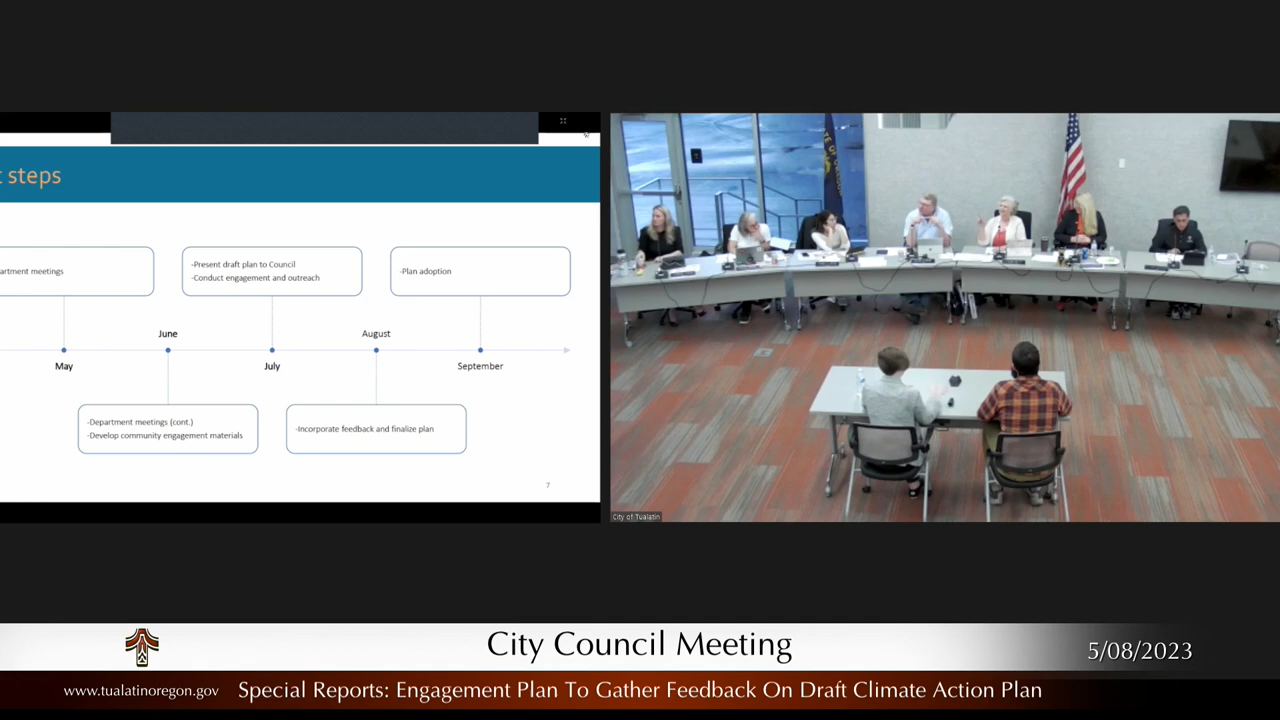 steps
artment meetings
-Present draft plan to Council
-Conduct engagement and outreach
-Plan adoption
June
August
May
July
September
-Department meetings (cont.)
-Develop community engagement materials
-Incorporate feedback and finalize plan
7
City of Tualatin
City Council Meeting
5/08/2023
www.tualatinoregon.gov
Special Reports: Engagement Plan To Gather Feedback On Draft Climate Action Plan